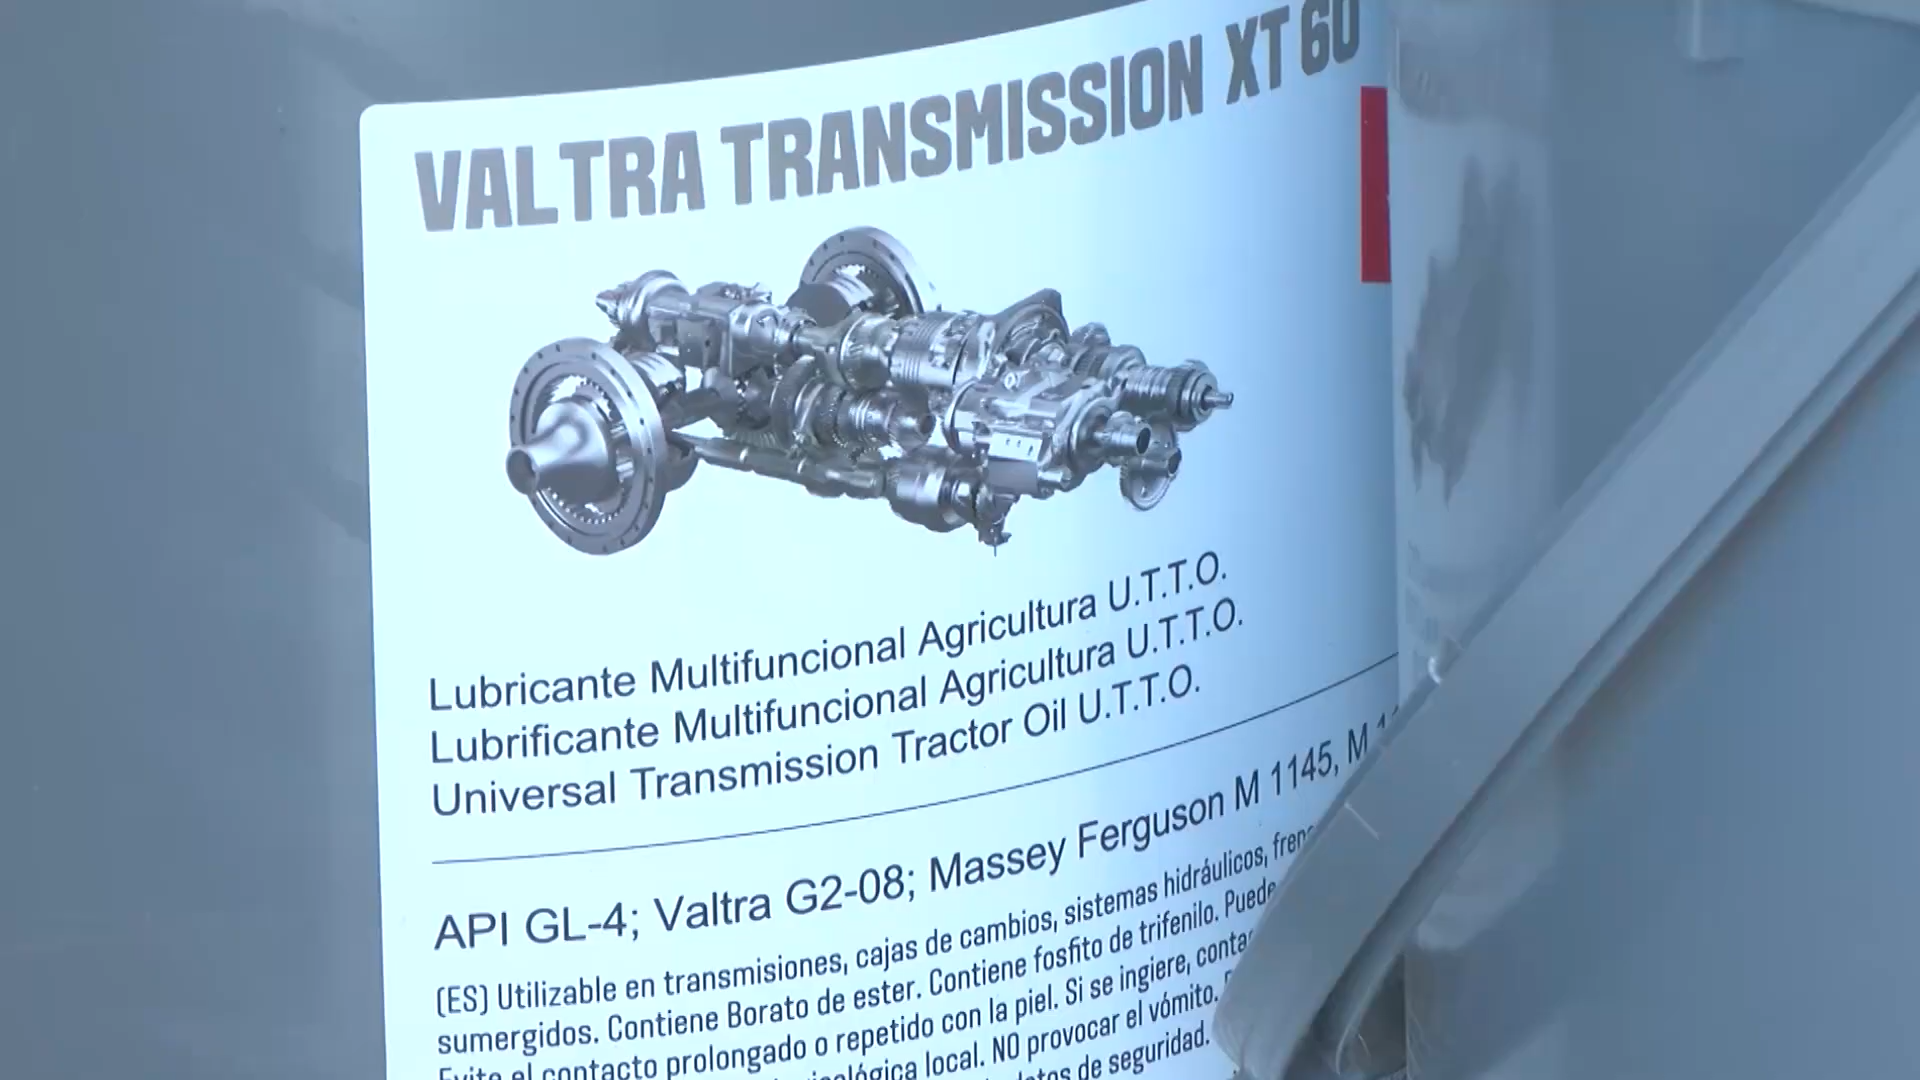 VALTRA TRANSMISSION XT 60
Lubricante Multifuncional Agricultura U.T.T.O.
Lubrificante Multifuncional Agricultura U.T.T.O.
Universal Transmission Tractor Oil U.T.T.O.
API GL-4; Valtra G2-08; Massey Ferguson M 1145, M
(ES) Utilizable en transmisiones, cajas de cambios, sistemas hidráulicos,
sumergidos. Contiene Borato de ester. Contiene fosfito de trifenilo. Puede
Evite el contacto prolongado o repetido con la piel. Si se ingiere,
local. NO provocar el vómito.
de seguridad.